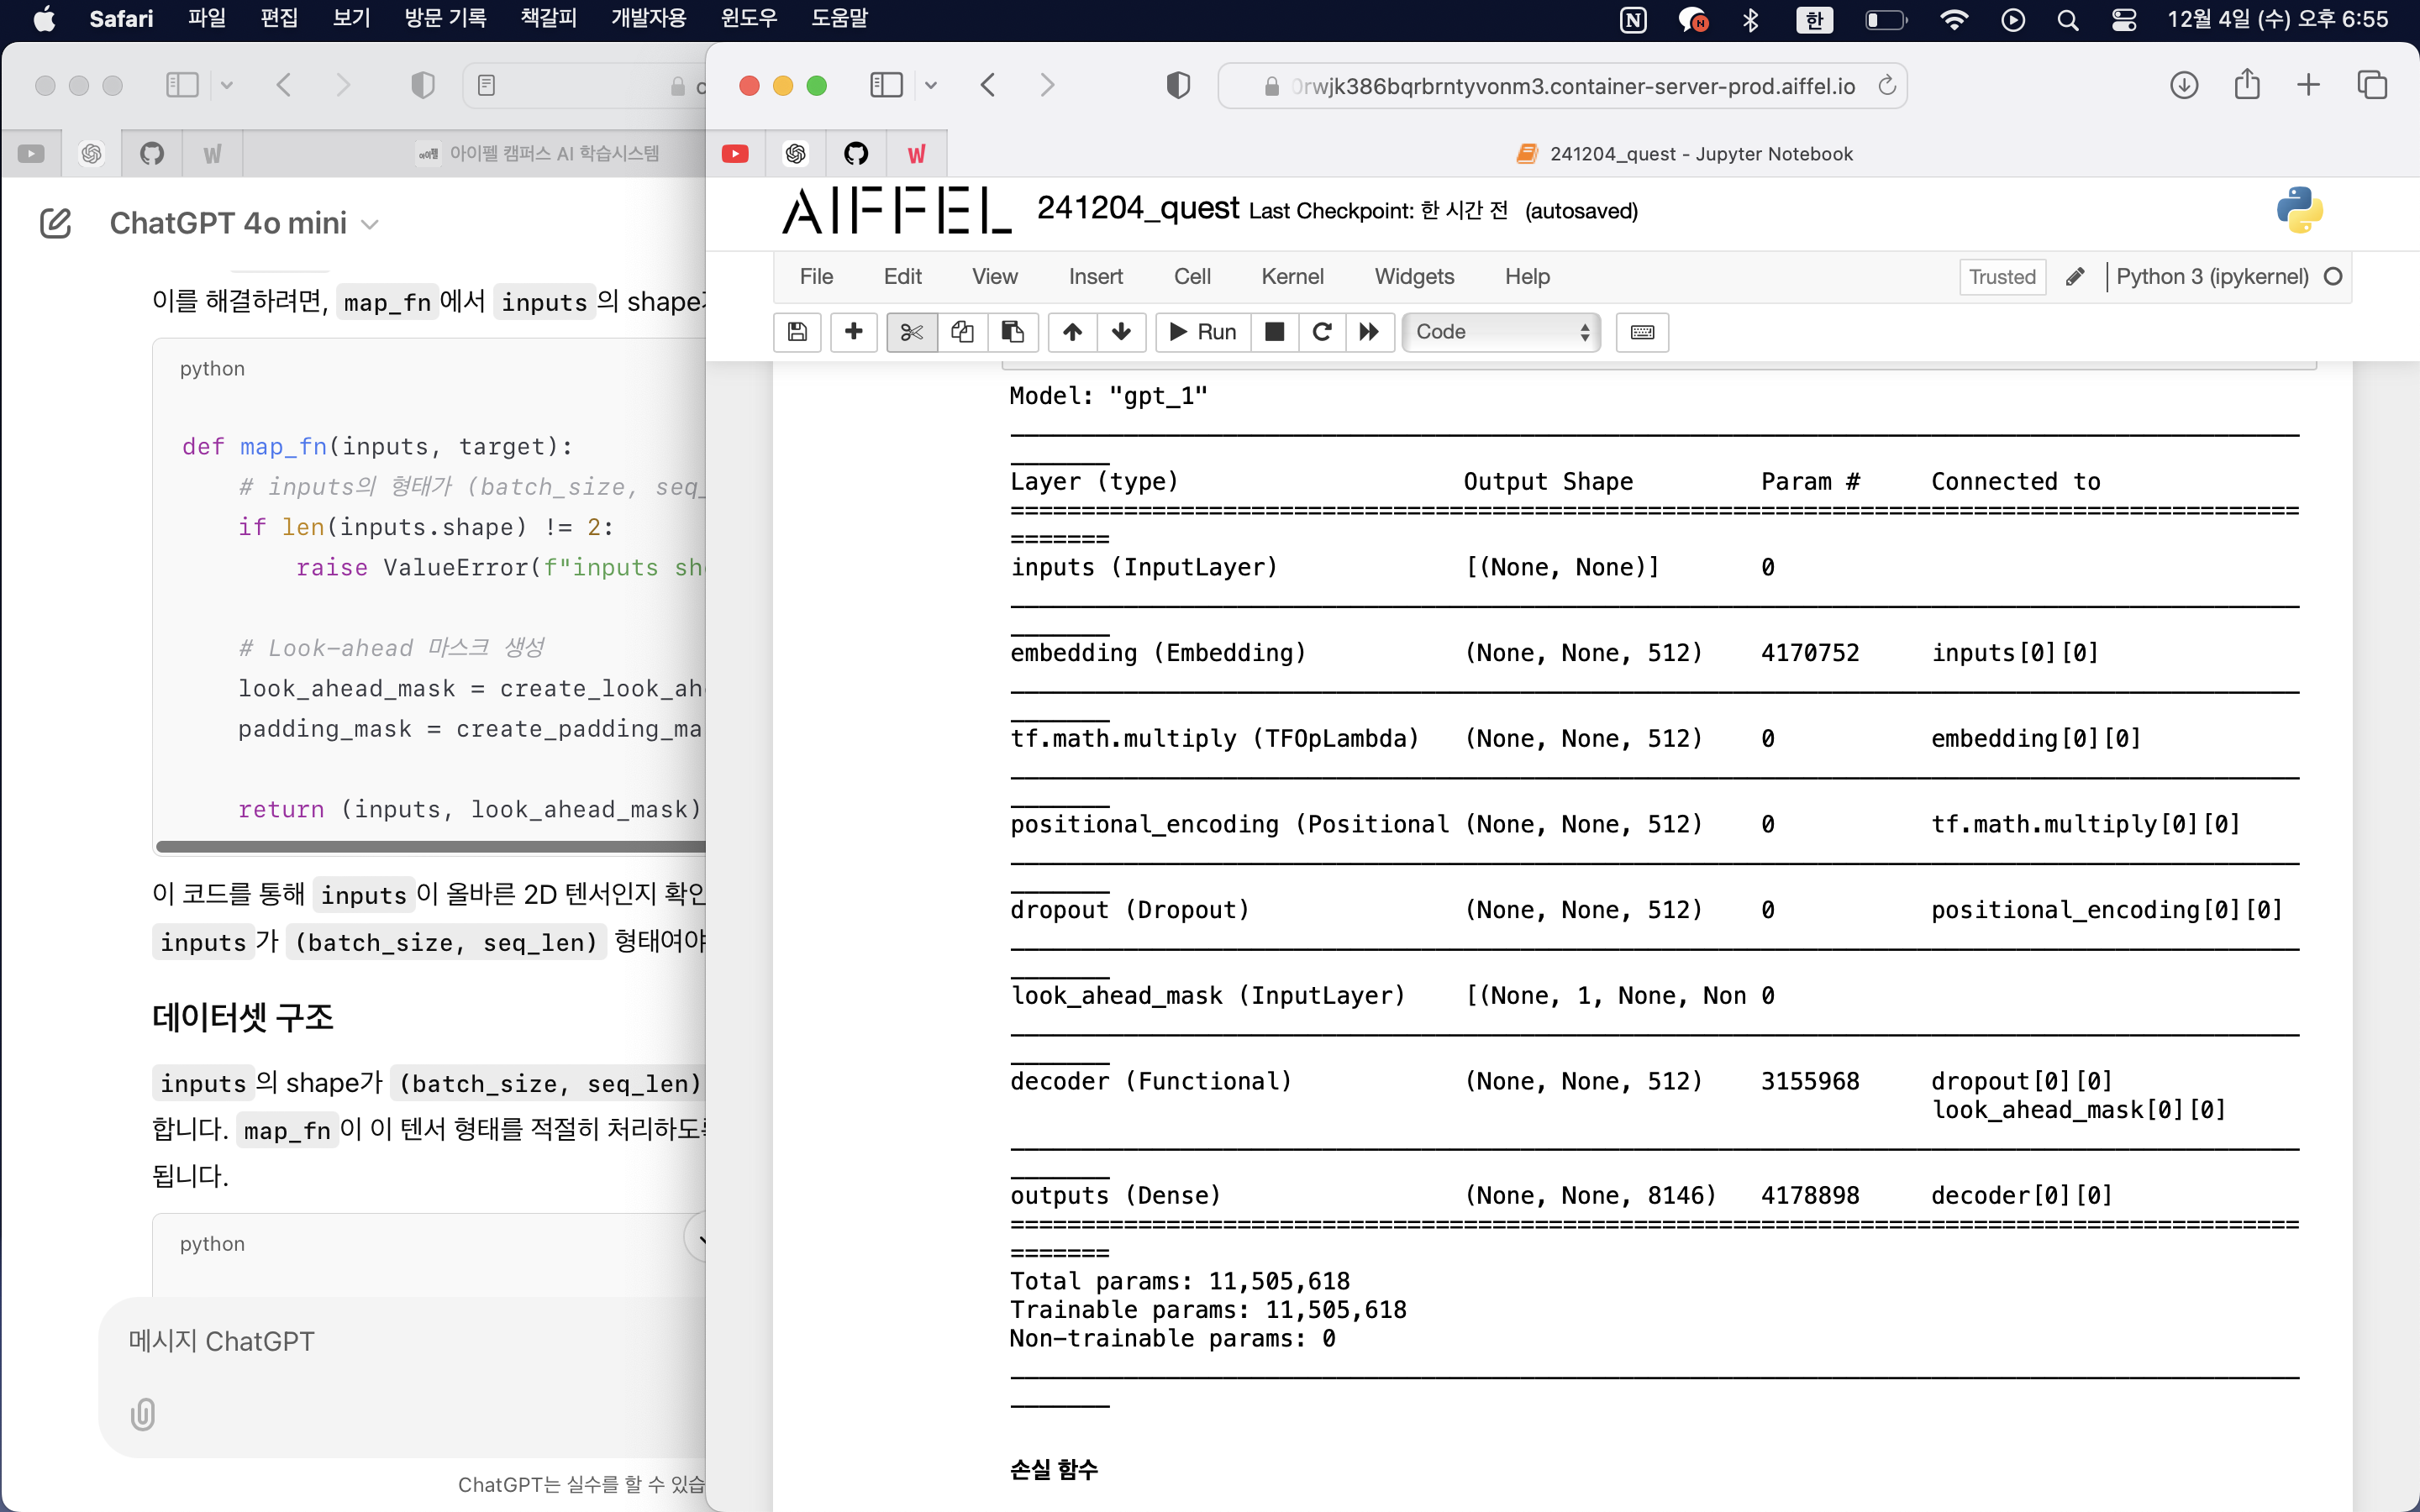 Safari 파일 편집 보기 방문 기록 책갈피 개발자용 윈도우 도움말
한
12월 4일 (수) 오후 6:55
아이펠 캠퍼스 AI 학습시스템
ChatGPT 4o mini
이를 해결하려면, map_fn 에서 inputs 의 shape
python
def map_fn(inputs, target):
# inputs의 형태가 (batch_size, seq_
if len(inputs.shape) != 2:
raise ValueError(f"inputs sh
# Look-ahead 마스크 생성
look_ahead_mask = create_look_ah
padding_mask = create_padding_ma
return (inputs, look_ahead_mask)
이 코드를 통해 inputs 이 올바른 2D 텐서인지 확인
inputs 가 (batch_size, seq_len) 형태여야
데이터셋 구조
inputs 의 shape가 (batch_size, seq_len)
합니다. map_fn 이 이 텐서 형태를 적절히 처리하도
됩니다.
python
메시지 ChatGPT
ChatGPT는 실수를 할 수 있습
0rwjk386bqrbrntyvonm3.container-server-prod.aiffel.io
241204_quest - Jupyter Notebook
AIFFEL 241204_quest Last Checkpoint: 한 시간 전 (autosaved)
File Edit View Insert Cell Kernel Widgets Help
Trusted Python 3 (ipykernel)
Run Code
Model: "gpt_1"
Layer (type) Output Shape Param # Connected to
inputs (InputLayer) [(None, None)] 0
embedding (Embedding) (None, None, 512) 4170752 inputs[0][0]
tf.math.multiply (TFOpLambda) (None, None, 512) 0 embedding[0][0]
positional_encoding (Positional (None, None, 512) 0 tf.math.multiply[0][0]
dropout (Dropout) (None, None, 512) 0 positional_encoding[0][0]
look_ahead_mask (InputLayer) [(None, 1, None, Non 0
decoder (Functional) (None, None, 512) 3155968 dropout[0][0]
look_ahead_mask[0][0]
outputs (Dense) (None, None, 8146) 4178898 decoder[0][0]
Total params: 11,505,618
Trainable params: 11,505,618
Non-trainable params: 0
손실 함수